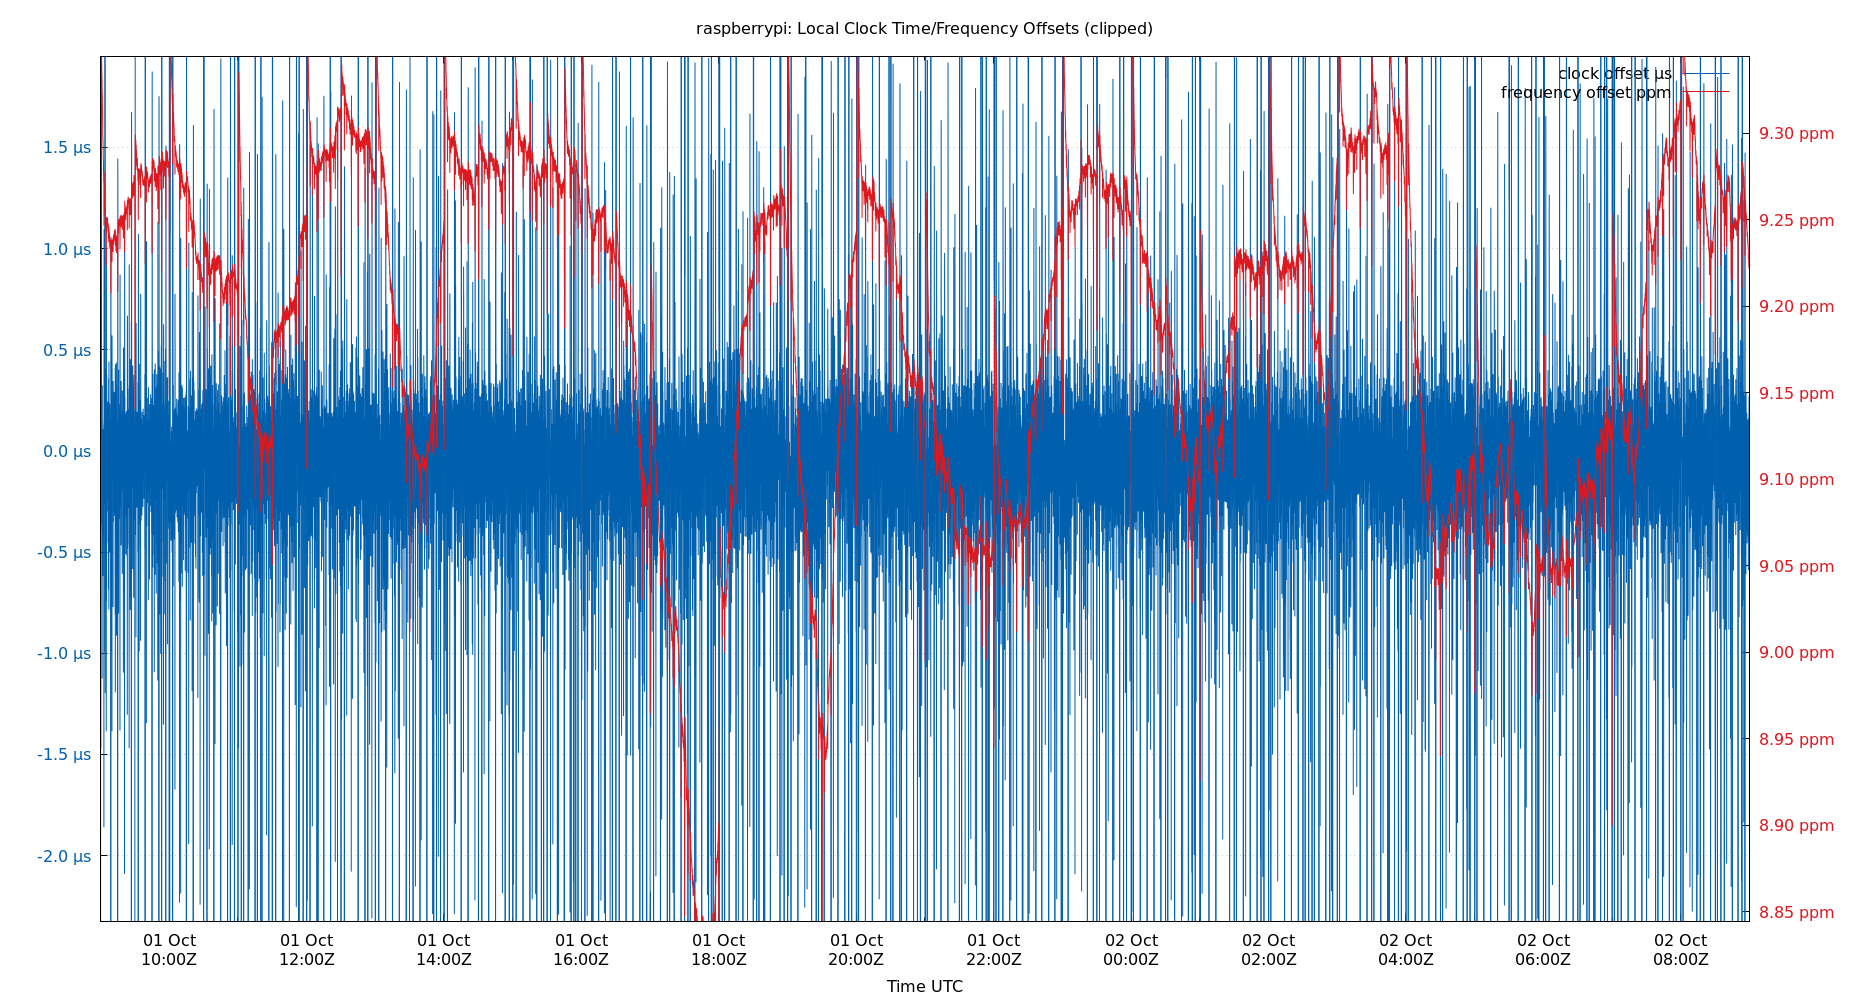 raspberrypi: Local Clock Time/Frequency Offsets (clipped)
clock offset µs
frequency offset ppm
1.5 µs
1.0 µs
0.5 µs
0.0 µs
-0.5 µs
-1.0 µs
-1.5 µs
-2.0 µs
9.30 ppm
9.25 ppm
9.20 ppm
9.15 ppm
9.10 ppm
9.05 ppm
9.00 ppm
8.95 ppm
8.90 ppm
8.85 ppm
01 Oct 01 Oct 01 Oct 01 Oct 01 Oct 01 Oct 01 Oct 02 Oct 02 Oct 02 Oct 02 Oct 02 Oct
10:00Z 12:00Z 14:00Z 16:00Z 18:00Z 20:00Z 22:00Z 00:00Z 02:00Z 04:00Z 06:00Z 08:00Z
Time UTC